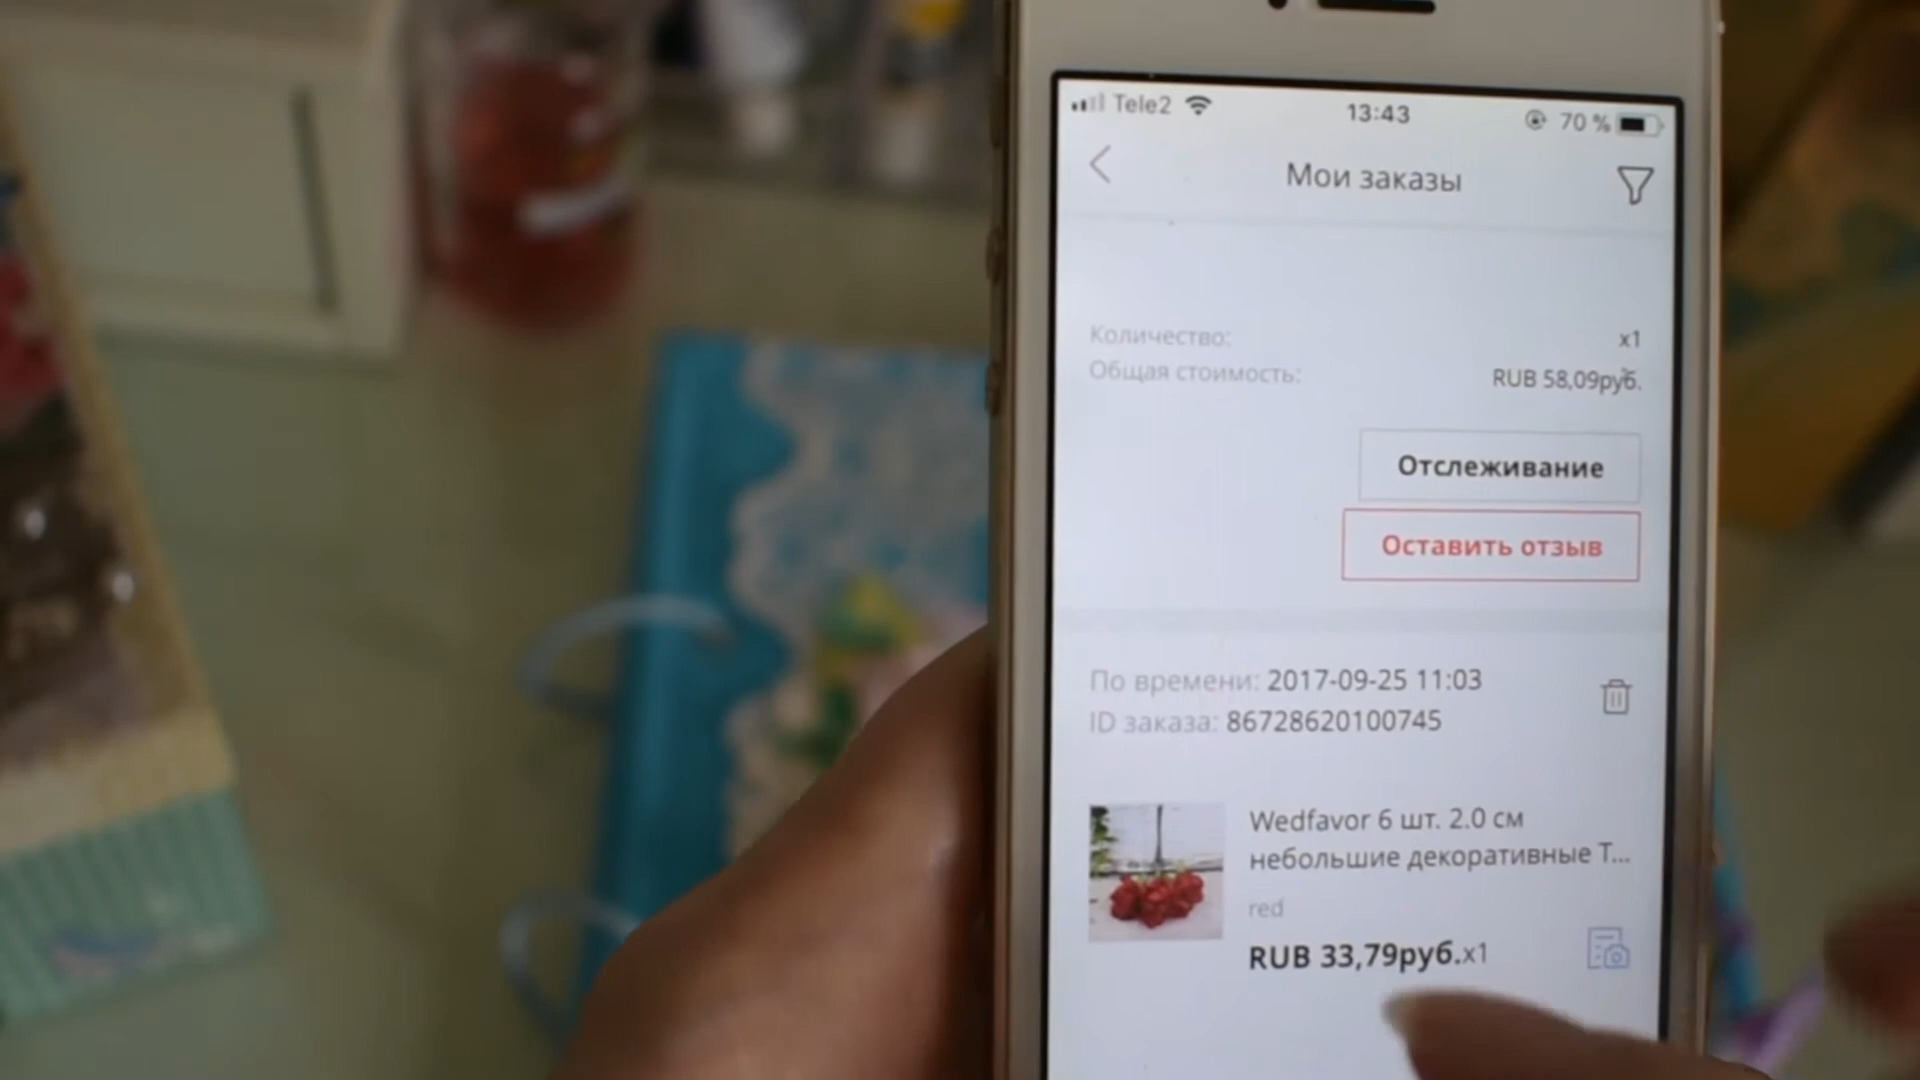 Tele2 13:43 70 %
Мои заказы
Количество: x1
Общая стоимость: RUB 58,09руб.
Отслеживание
Оставить отзыв
По времени: 2017-09-25 11:03
ID заказа: 86728620100745
Wedfavor 6 шт. 2.0 см
небольшие декоративные Т...
red
RUB 33,79руб.x1